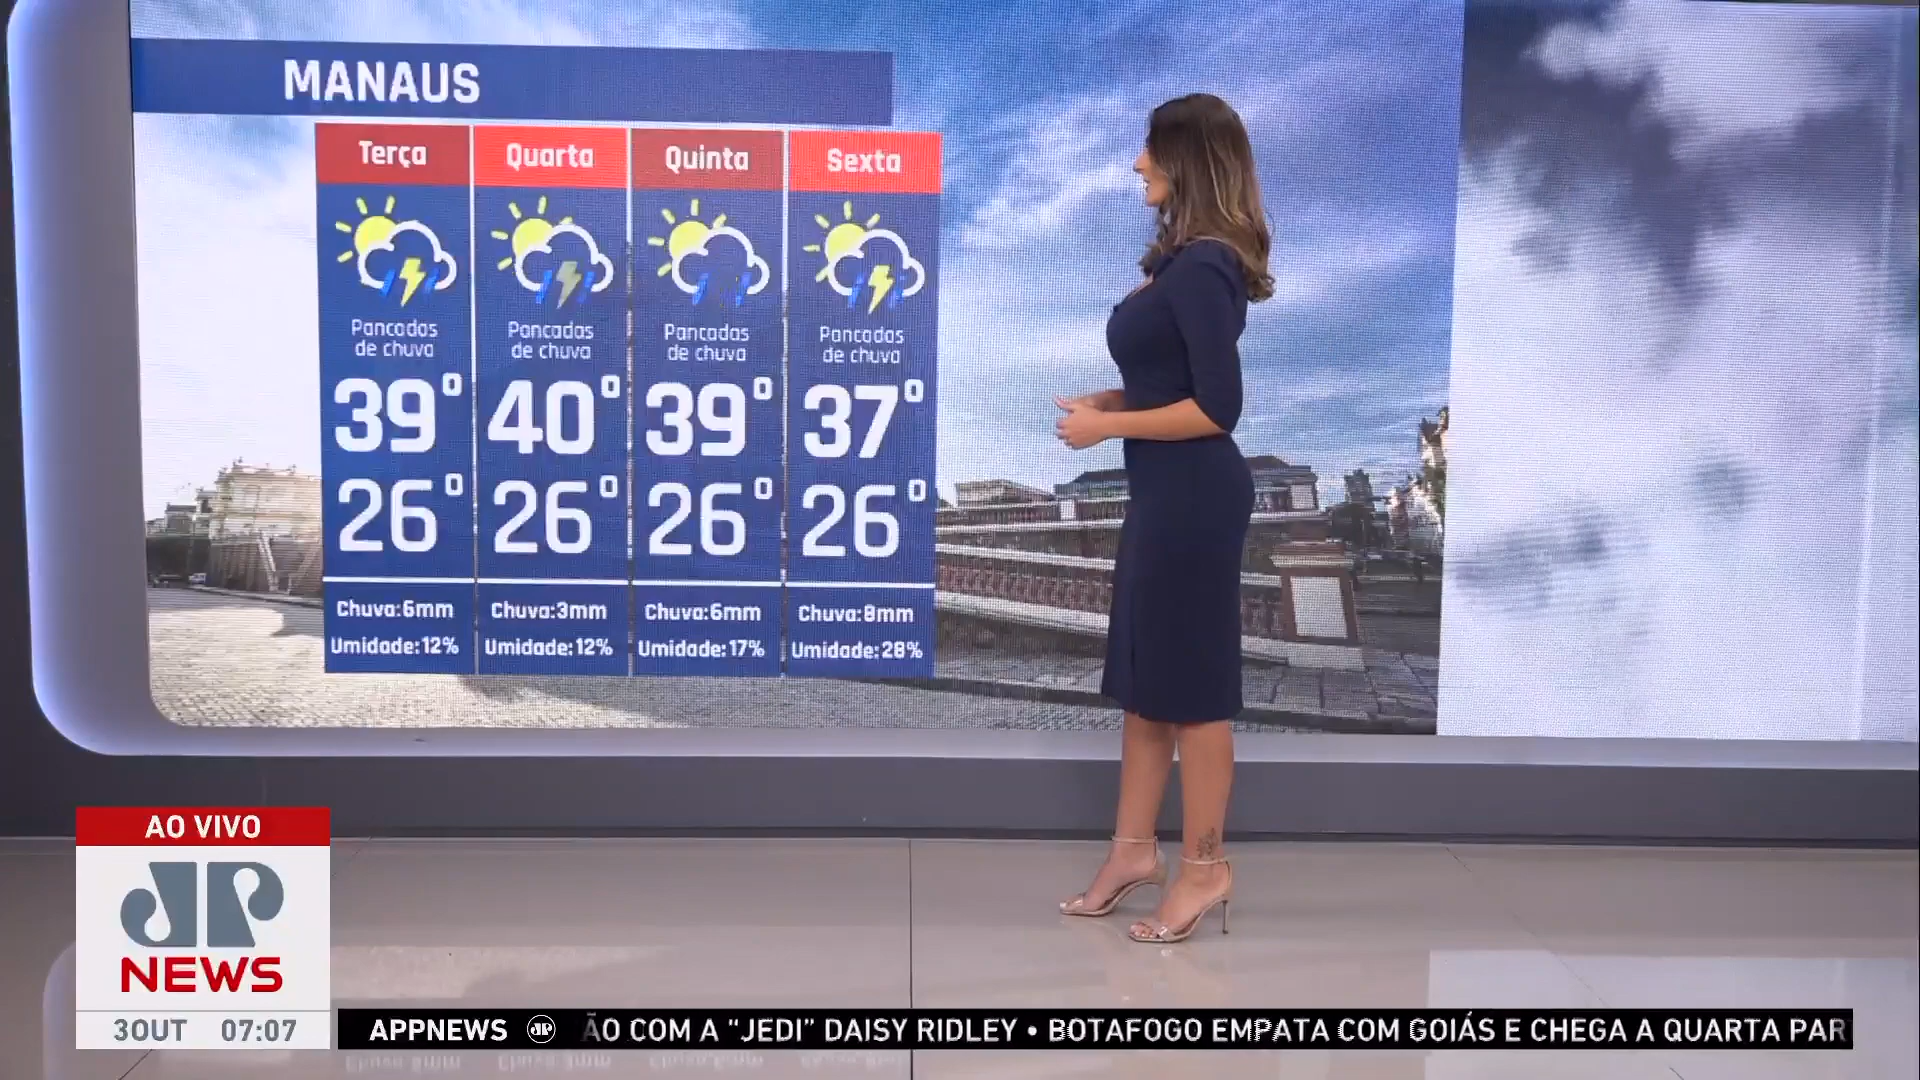 MANAUS
Terça Quarta Quinta Sexta
Pancadas de chuva Pancadas de chuva Pancadas de chuva Pancadas de chuva
39° 40° 39° 37°
26° 26° 26° 26°
Chuva:6mm Chuva:3mm Chuva:6mm Chuva:8mm
Umidade:12% Umidade:12% Umidade:17% Umidade:28%
AO VIVO
JP
NEWS
3OUT 07:07
APPNEWS JP ÃO COM A “JEDI” DAISY RIDLEY • BOTAFOGO EMPATA COM GOIÁS E CHEGA A QUARTA PAR